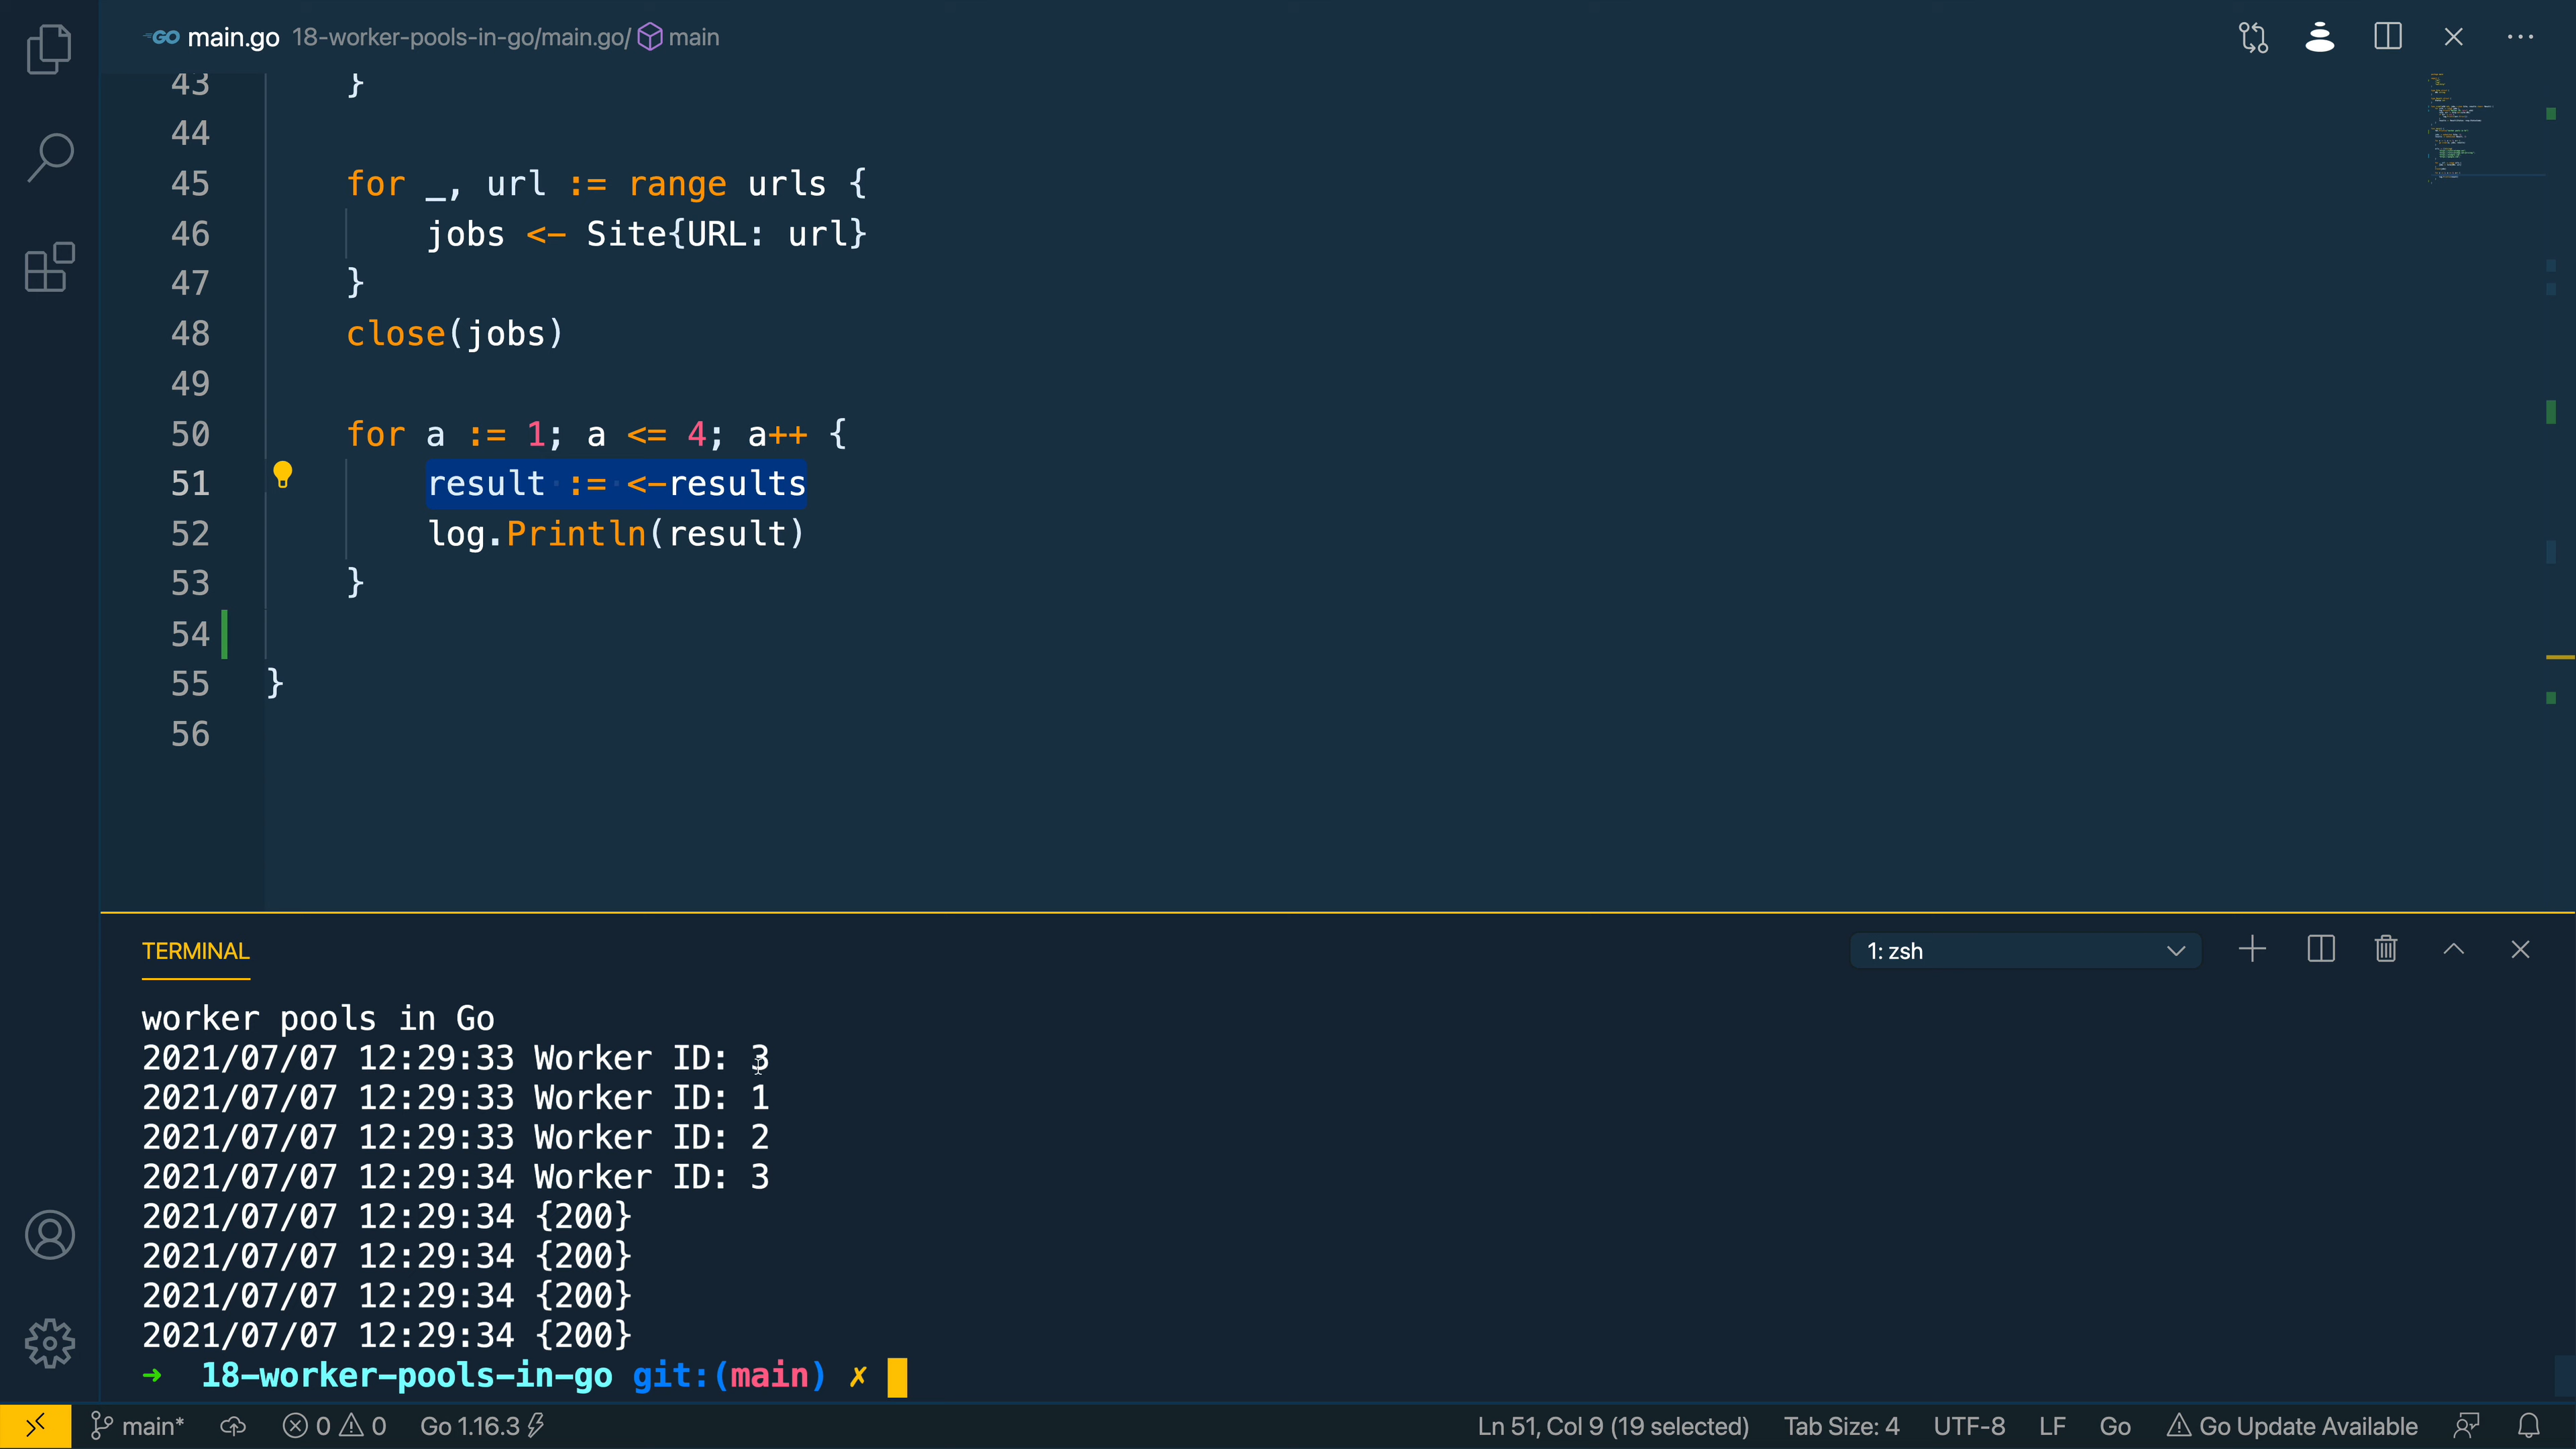 GO main.go 18-worker-pools-in-go/main.go/ main
43 }
44
45 for _, url := range urls {
46 jobs <- Site{URL: url}
47 }
48 close(jobs)
49
50 for a := 1; a <= 4; a++ {
51 result := <-results
52 log.Println(result)
53 }
54
55 }
56
TERMINAL 1: zsh
worker pools in Go
2021/07/07 12:29:33 Worker ID: 3
2021/07/07 12:29:33 Worker ID: 1
2021/07/07 12:29:33 Worker ID: 2
2021/07/07 12:29:34 Worker ID: 3
2021/07/07 12:29:34 {200}
2021/07/07 12:29:34 {200}
2021/07/07 12:29:34 {200}
2021/07/07 12:29:34 {200}
➜ 18-worker-pools-in-go git:(main) ✗
main* 0 0 Go 1.16.3 Ln 51, Col 9 (19 selected) Tab Size: 4 UTF-8 LF Go Go Update Available